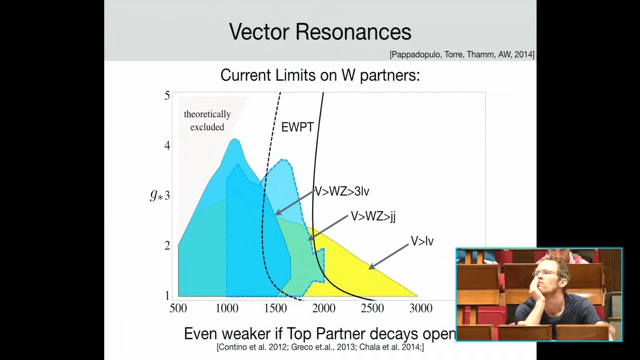 Vector Resonances
[Pappadopulo, Torre, Thamm, AW, 2014]
Current Limits on W partners:
5
theoretically
excluded
EWPT
4
g*3
V>WZ>3lv
V>WZ>jj
2
V>lv
1
500 1000 1500 2000 2500 3000
Even weaker if Top Partner decays open
[Contino et al. 2012; Greco et.al., 2013; Chala et al. 2014;]